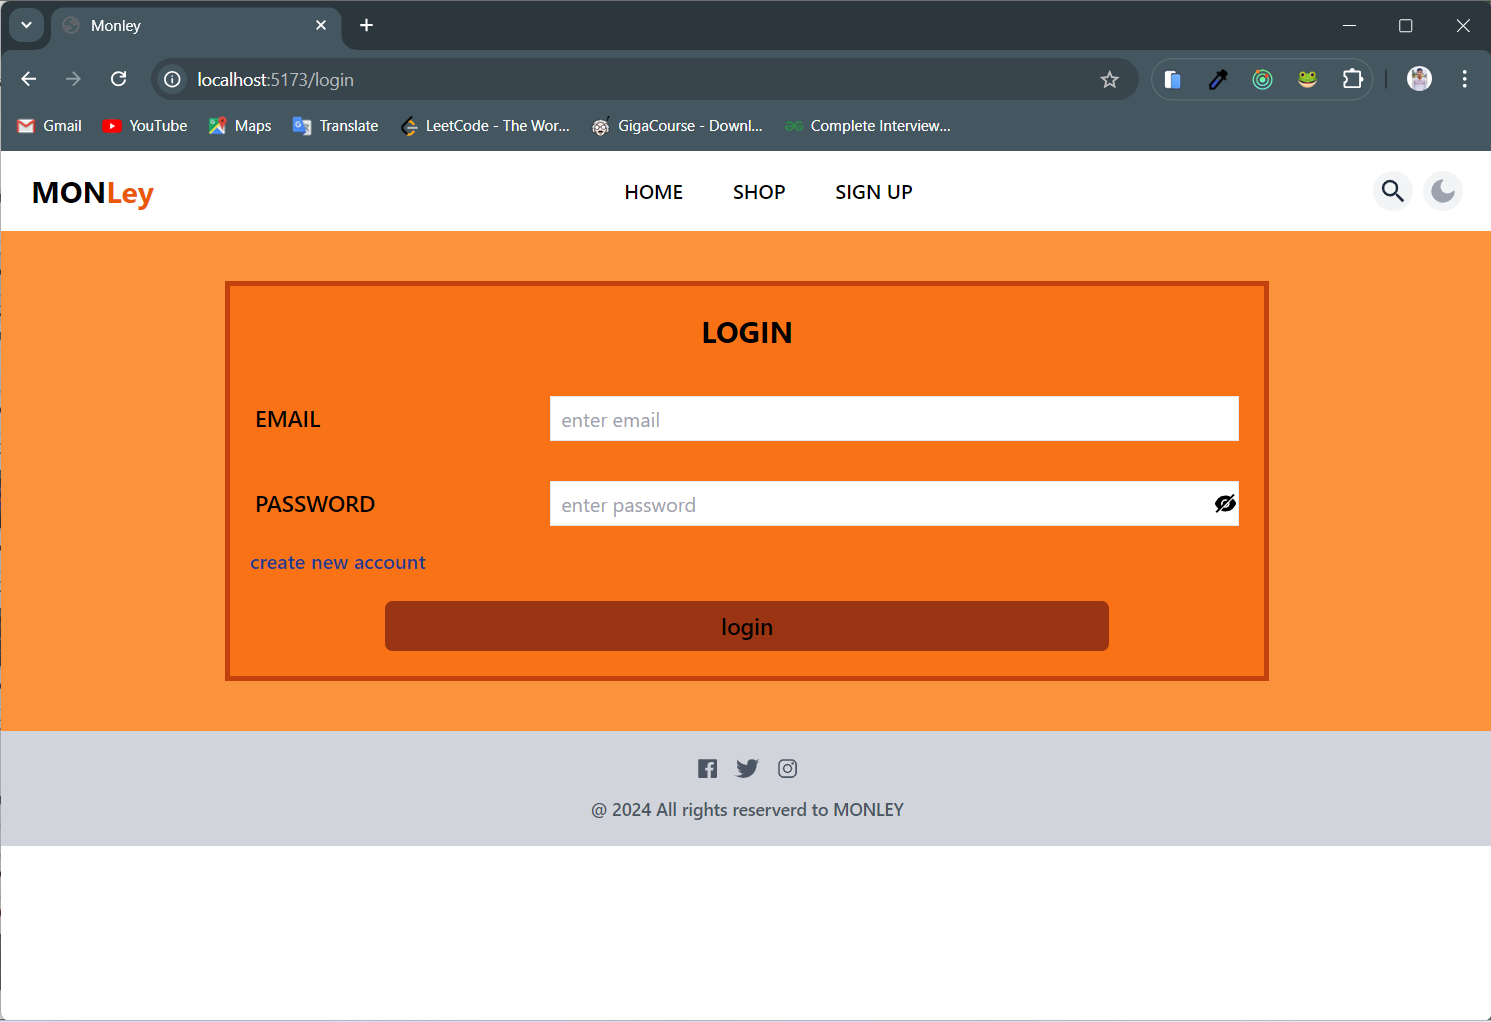 Monley
localhost:5173/login
Gmail YouTube Maps Translate LeetCode - The Wor... GigaCourse - Downl... Complete Interview...
MONLey HOME SHOP SIGN UP
LOGIN
EMAIL enter email
PASSWORD enter password
create new account
login
@ 2024 All rights reserverd to MONLEY